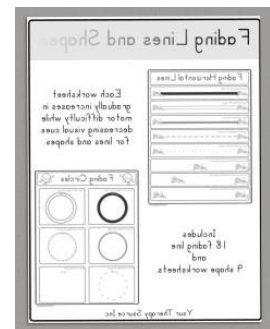 Fading Lines and Shapes
Each worksheet
gradually increases in
motor difficulty while
decreasing visual cues
for lines and shapes.
Fading Horizontal Lines
Fading Circles
Includes
18 fading line
and
9 shape worksheets.
Your Therapy Source Inc